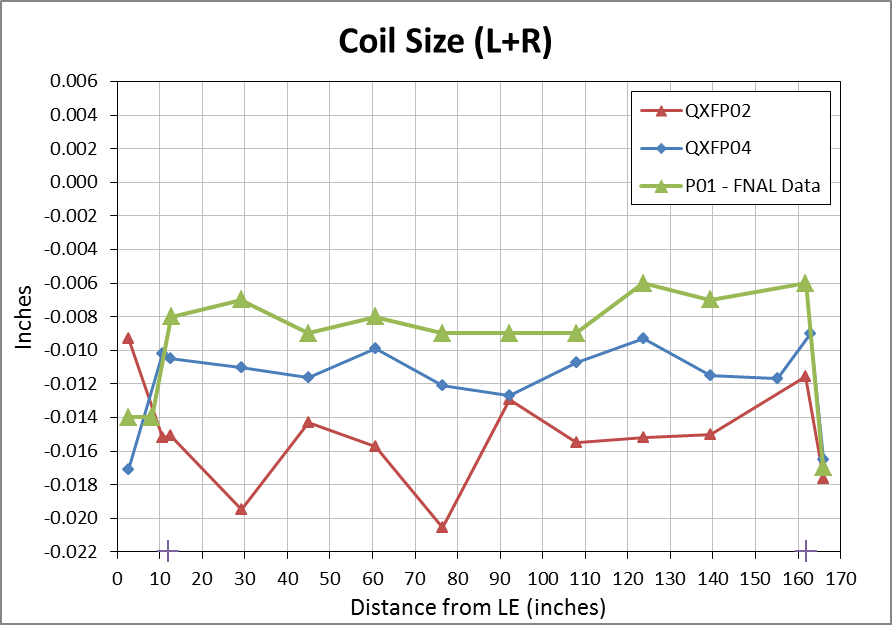 Coil Size (L+R)
0.006
0.004
0.002
0.000
-0.002
-0.004
-0.006
-0.008
-0.010
-0.012
-0.014
-0.016
-0.018
-0.020
-0.022
Inches
QXFP02
QXFP04
P01 - FNAL Data
0 10 20 30 40 50 60 70 80 90 100 110 120 130 140 150 160 170
Distance from LE (inches)